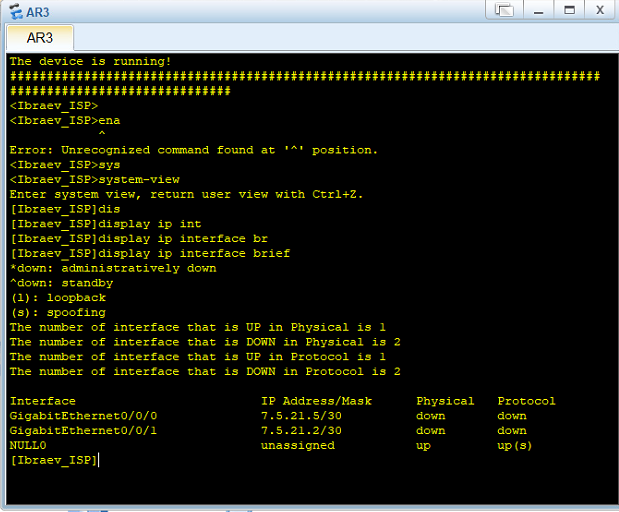 AR3
AR3
The device is running!
################################################################################
##############################
<Ibraev_ISP>
<Ibraev_ISP>ena
^
Error: Unrecognized command found at '^' position.
<Ibraev_ISP>sys
<Ibraev_ISP>system-view
Enter system view, return user view with Ctrl+Z.
[Ibraev_ISP]dis
[Ibraev_ISP]display ip int
[Ibraev_ISP]display ip interface br
[Ibraev_ISP]display ip interface brief
*down: administratively down
^down: standby
(l): loopback
(s): spoofing
The number of interface that is UP in Physical is 1
The number of interface that is DOWN in Physical is 2
The number of interface that is UP in Protocol is 1
The number of interface that is DOWN in Protocol is 2
Interface IP Address/Mask Physical Protocol
GigabitEthernet0/0/0 7.5.21.5/30 down down
GigabitEthernet0/0/1 7.5.21.2/30 down down
NULL0 unassigned up up(s)
[Ibraev_ISP]